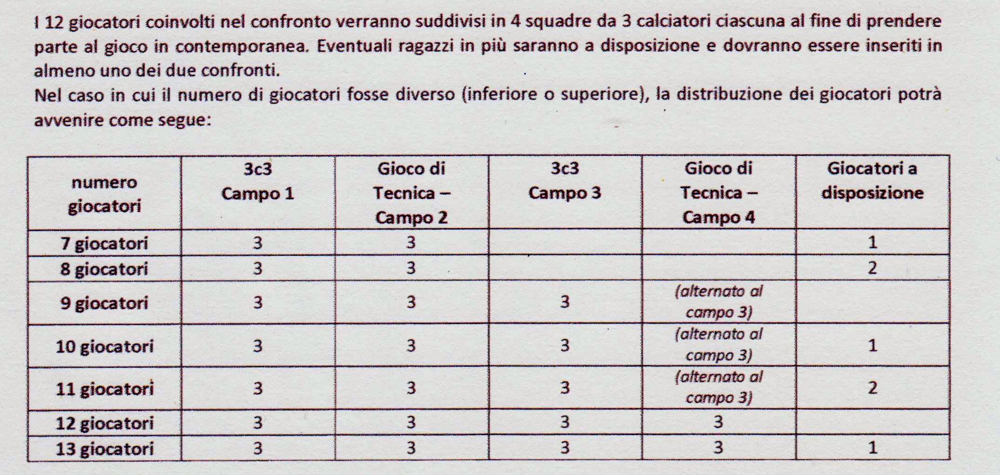 I 12 giocatori coinvolti nel confronto verranno suddivisi in 4 squadre da 3 calciatori ciascuna al fine di prendere
parte al gioco in contemporanea. Eventuali ragazzi in più saranno a disposizione e dovranno essere inseriti in
almeno uno dei due confronti.
Nel caso in cui il numero di giocatori fosse diverso (inferiore o superiore), la distribuzione dei giocatori potrà
avvenire come segue:
numero giocatori | 3c3 Campo 1 | Gioco di Tecnica – Campo 2 | 3c3 Campo 3 | Gioco di Tecnica – Campo 4 | Giocatori a disposizione
7 giocatori 3 3 1
8 giocatori 3 3 2
9 giocatori 3 3 3 (alternato al campo 3)
10 giocatori 3 3 3 (alternato al campo 3) 1
11 giocatori 3 3 3 (alternato al campo 3) 2
12 giocatori 3 3 3 3
13 giocatori 3 3 3 3 1